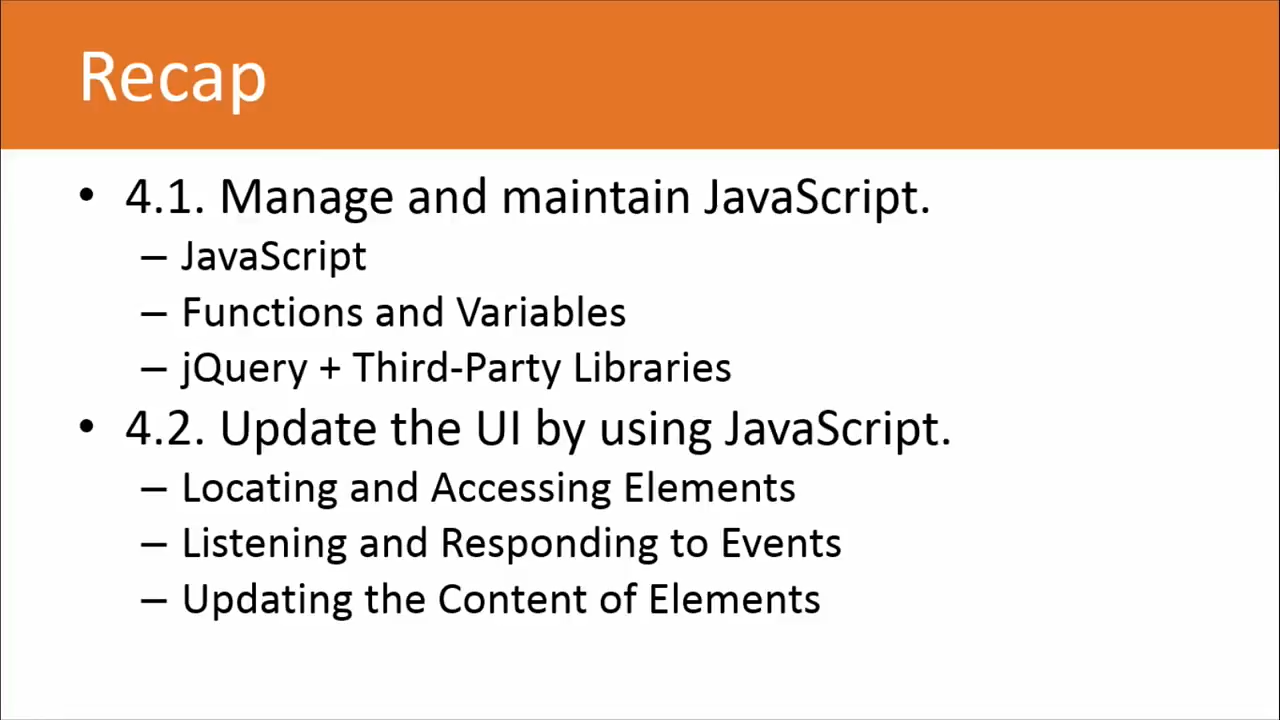 Recap
• 4.1. Manage and maintain JavaScript.
– JavaScript
– Functions and Variables
– jQuery + Third-Party Libraries
• 4.2. Update the UI by using JavaScript.
– Locating and Accessing Elements
– Listening and Responding to Events
– Updating the Content of Elements